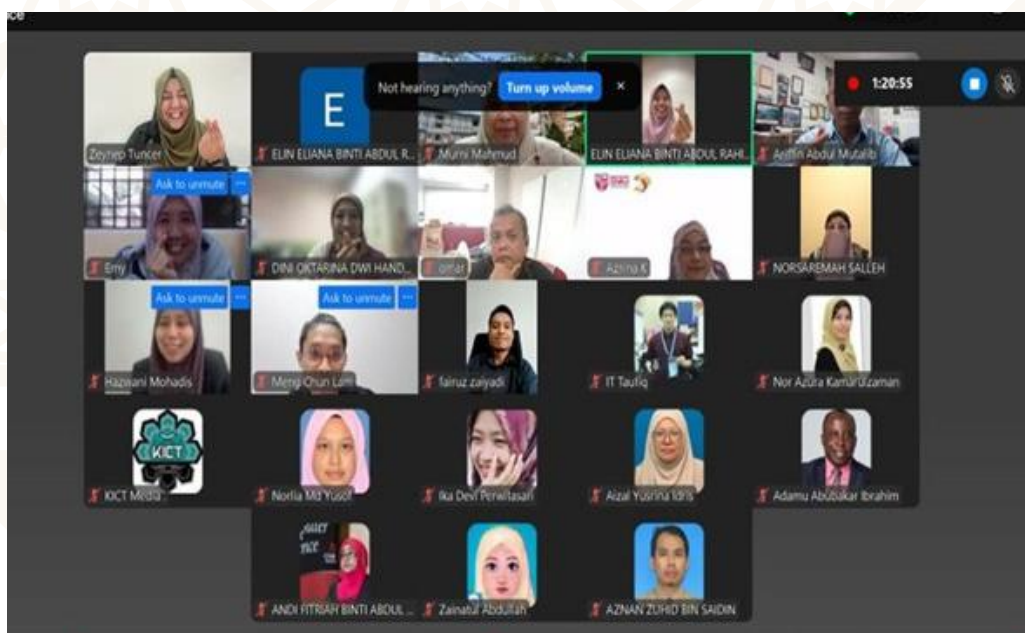 ce
Not hearing anything? Turn up volume ×
1:20:55
E
Zeynep Tuncer
ELIN ELIANA BINTI ABDUL R...
Murni Mahmud
ELIN ELIANA BINTI ABDUL RAHI...
Ariffin Abdul Mutalib
Ask to unmute ...
Emy
DINI OKTARINA DWI HAND...
omar
Azlina K
NORSAREMAH SALLEH
Ask to unmute ...
Ask to unmute ...
Hazwani Mohadis
Meng Chun Lam
fairuz zaiyadi
IT Taufiq
Nor Azura Kamarulzaman
KICT
KICT Media
Norlia Md Yusof
Ika Devi Perwitasari
Aizal Yusrina Idris
Adamu Abubakar Ibrahim
ANDI FITRIAH BINTI ABDUL ...
Zainatul Abdullah
AZNAN ZUHID BIN SAIDIN